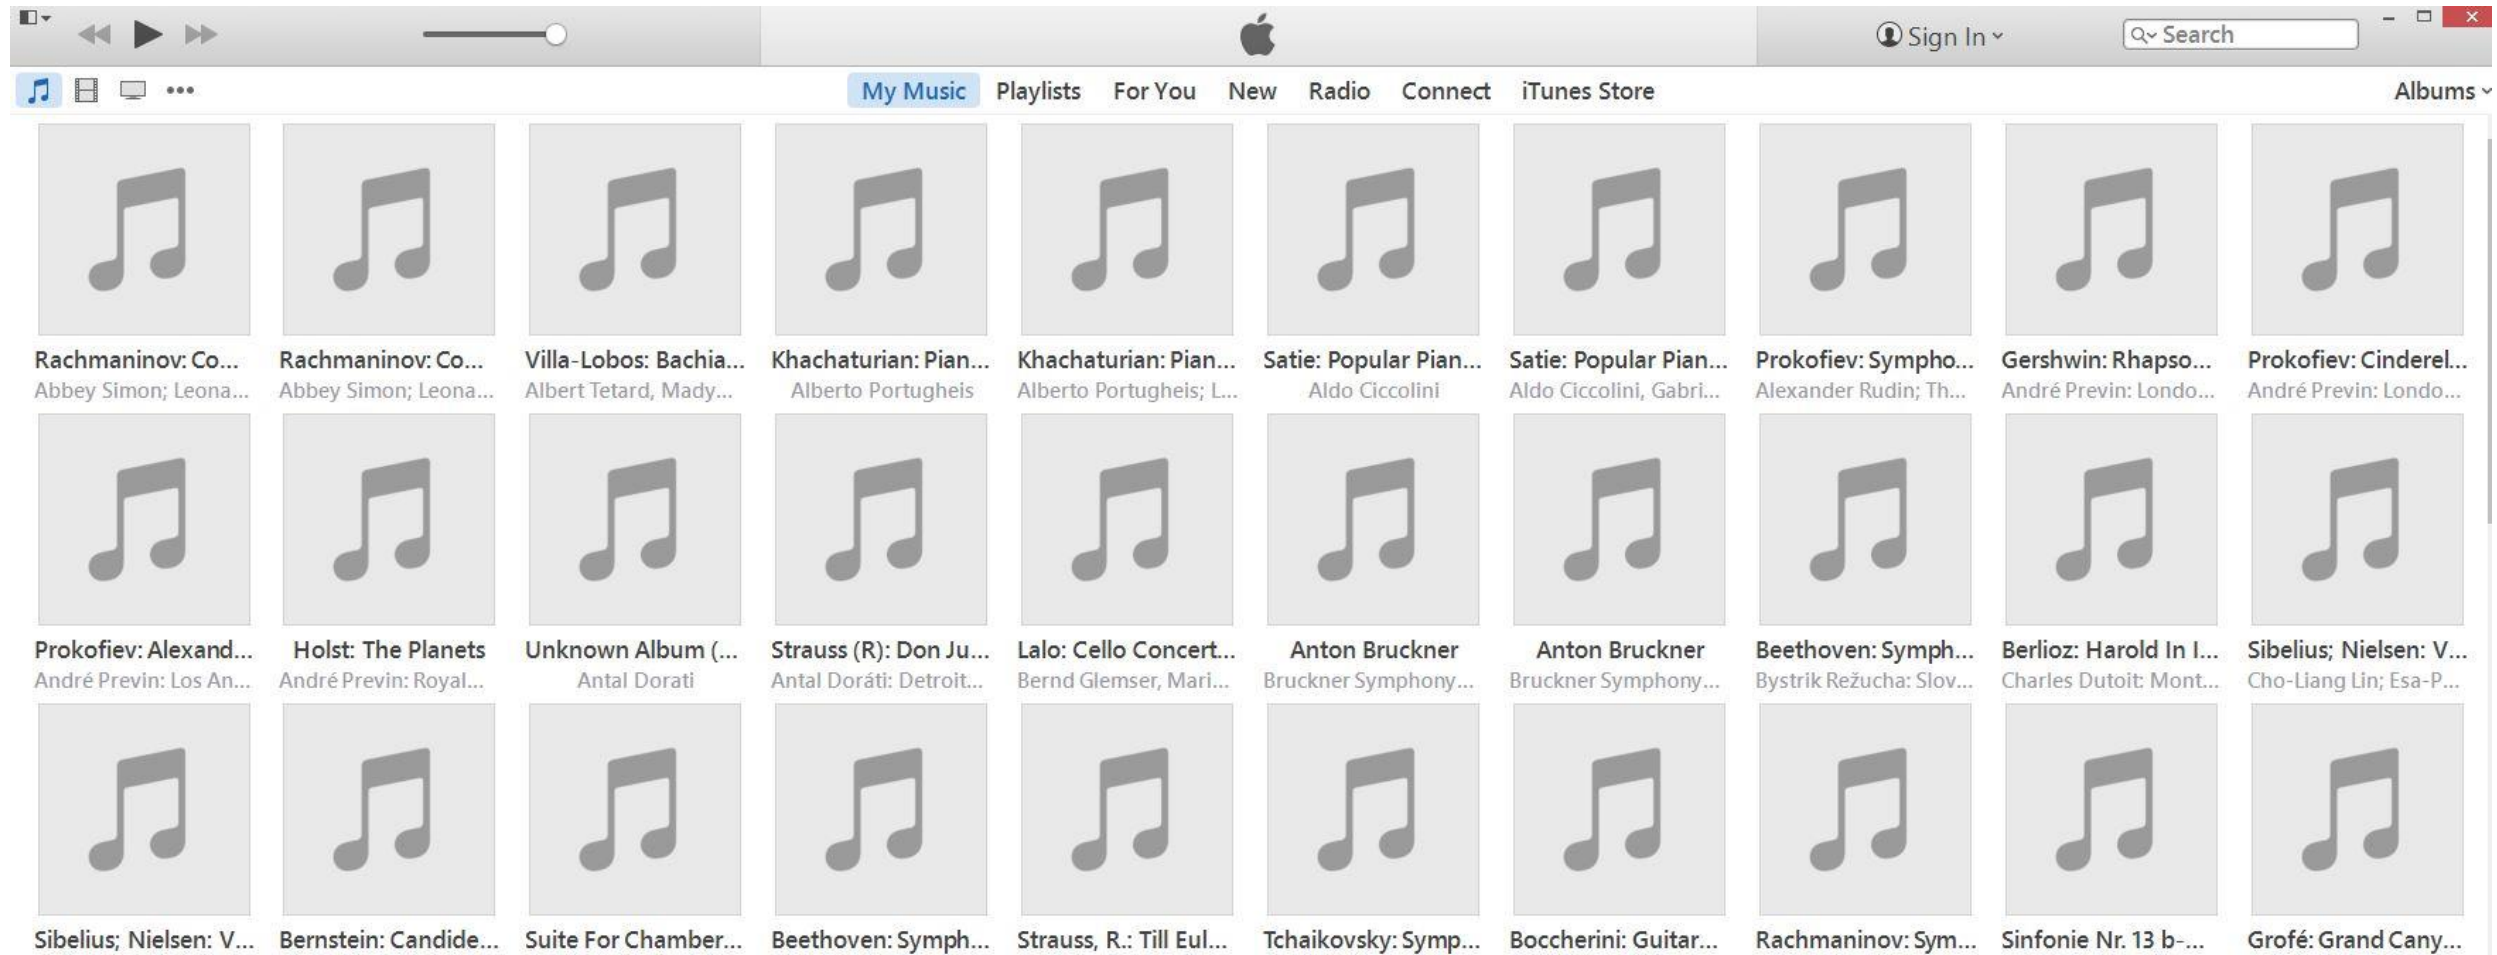 Sign In
Search
My Music Playlists For You New Radio Connect iTunes Store Albums
Rachmaninov: Co... Rachmaninov: Co... Villa-Lobos: Bachia... Khachaturian: Pian... Khachaturian: Pian... Satie: Popular Pian... Satie: Popular Pian... Prokofiev: Sympho... Gershwin: Rhapso... Prokofiev: Cinderel...
Abbey Simon; Leona... Abbey Simon; Leona... Albert Tetard, Mady... Alberto Portugheis Alberto Portugheis; L... Aldo Ciccolini Aldo Ciccolini, Gabri... Alexander Rudin; Th... André Previn: Londo... André Previn: Londo...
Prokofiev: Alexand... Holst: The Planets Unknown Album (... Strauss (R): Don Ju... Lalo: Cello Concert... Anton Bruckner Anton Bruckner Beethoven: Symph... Berlioz: Harold In I... Sibelius; Nielsen: V...
André Previn: Los An... André Previn: Royal... Antal Dorati Antal Doráti: Detroit... Bernd Glemser, Mari... Bruckner Symphony... Bruckner Symphony... Bystrik Režucha: Slov... Charles Dutoit: Mont... Cho-Liang Lin; Esa-P...
Sibelius; Nielsen: V... Bernstein: Candide... Suite For Chamber... Beethoven: Symph... Strauss, R.: Till Eul... Tchaikovsky: Symp... Boccherini: Guitar... Rachmaninov: Sym... Sinfonie Nr. 13 b-... Grofé: Grand Cany...